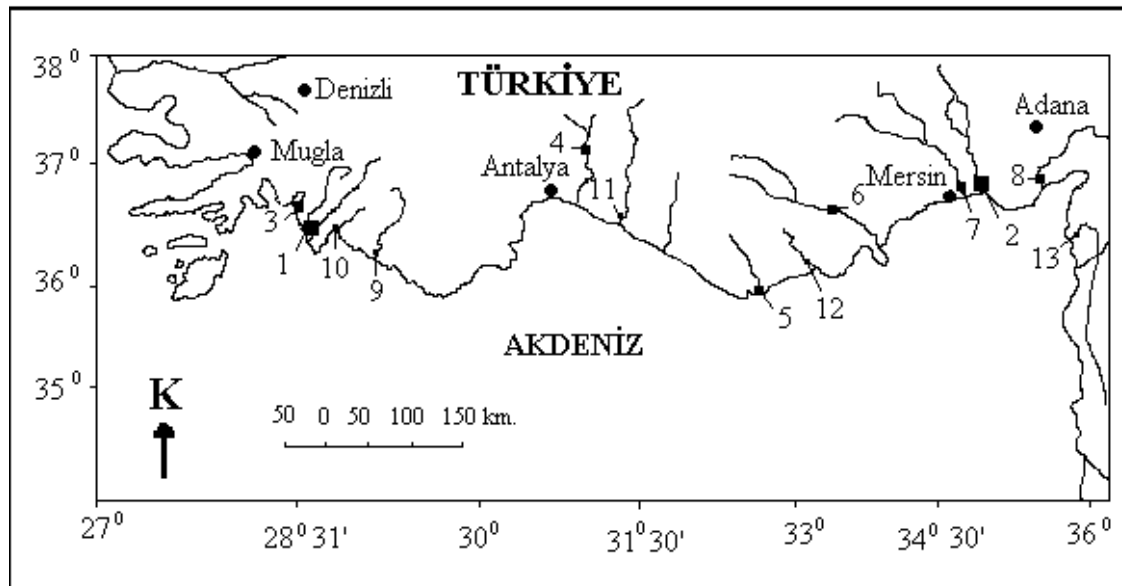 38⁰
TÜRKİYE
Denizli
Adana
37⁰
Mugla
Antalya
4
Mersin
8
11
6
3
7
2
1
10
9
13
36⁰
5
12
AKDENİZ
35⁰
K
50 0 50 100 150 km.
27⁰
28⁰ 31'
30⁰
31⁰ 30'
33⁰
34⁰ 30'
36⁰